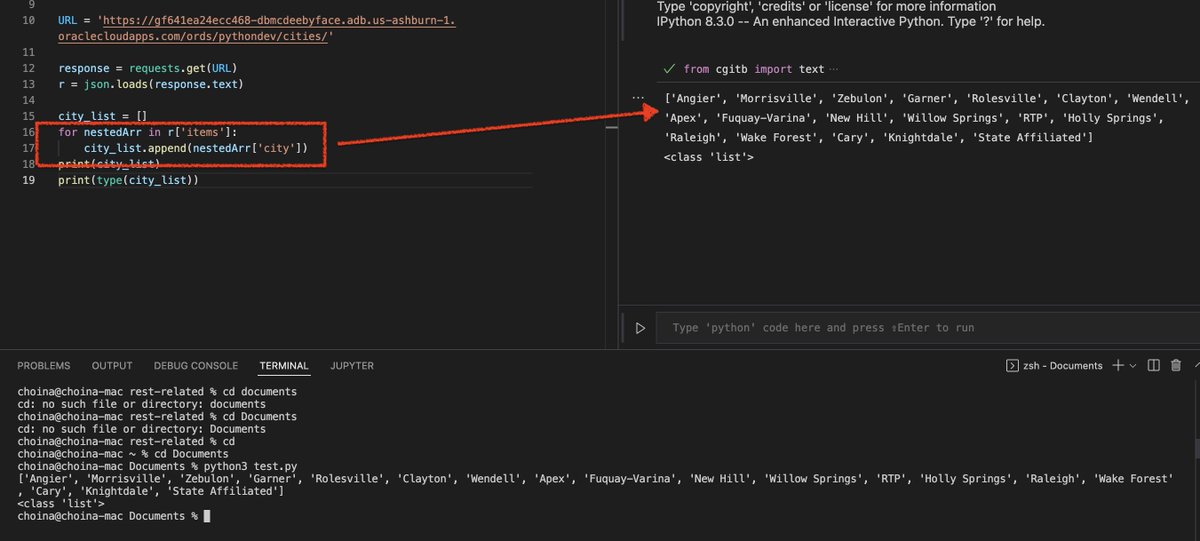 9
10 URL = 'https://gf641ea24ecc468-dbmcdeebyface.adb.us-ashburn-1.
oraclecloudapps.com/ords/pythondev/cities/'
11
12 response = requests.get(URL)
13 r = json.loads(response.text)
14
15 city_list = []
16 for nestedArr in r['items']:
17 city_list.append(nestedArr['city'])
18 print(city_list)
19 print(type(city_list))
Type 'copyright', 'credits' or 'license' for more information
IPython 8.3.0 -- An enhanced Interactive Python. Type '?' for help.
from cgitb import text ...
...
['Angier', 'Morrisville', 'Zebulon', 'Garner', 'Rolesville', 'Clayton', 'Wendell',
'Apex', 'Fuquay-Varina', 'New Hill', 'Willow Springs', 'RTP', 'Holly Springs',
'Raleigh', 'Wake Forest', 'Cary', 'Knightdale', 'State Affiliated']
<class 'list'>
Type 'python' code here and press ⇧Enter to run
PROBLEMS OUTPUT DEBUG CONSOLE TERMINAL JUPYTER
zsh - Documents
choina@choina-mac rest-related % cd documents
cd: no such file or directory: documents
choina@choina-mac rest-related % cd Documents
cd: no such file or directory: Documents
choina@choina-mac rest-related % cd
choina@choina-mac ~ % cd Documents
choina@choina-mac Documents % python3 test.py
['Angier', 'Morrisville', 'Zebulon', 'Garner', 'Rolesville', 'Clayton', 'Wendell', 'Apex', 'Fuquay-Varina', 'New Hill', 'Willow Springs', 'RTP', 'Holly Springs', 'Raleigh', 'Wake Forest'
, 'Cary', 'Knightdale', 'State Affiliated']
<class 'list'>
choina@choina-mac Documents %